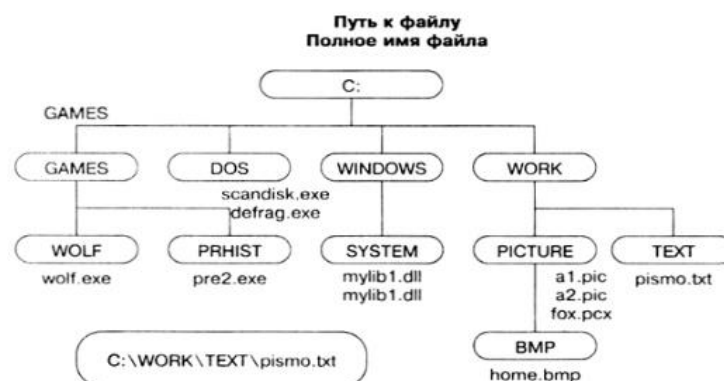 Путь к файлу
Полное имя файла
C:
GAMES
GAMES DOS WINDOWS WORK
scandisk.exe
defrag.exe
WOLF PRHIST SYSTEM PICTURE TEXT
wolf.exe pre2.exe mylib1.dll a1.pic pismo.txt
mylib1.dll a2.pic
fox.pcx
C:\WORK\TEXT\pismo.txt
BMP
home.bmp